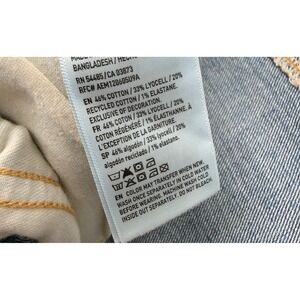 BANGLADESH / HECHO
RN 54485/CA 03873
RFC# AEM12060SU9A
EN 46% COTTON / 33% LYOCELL / 20%
RECYCLED COTTON / 1% ELASTANE.
EXCLUSIVE OF DECORATION.
FR 46% COTON / 33% LYOCELL / 20%
COTON RÉGÉNÉRÉ / 1% ÉLASTHANNE À
L'EXCEPTION DE LA GARNITURE.
SP 46% algodón / 33% LYOCELL / 20%
algodón reciclado / 1% elastano.
EN COLOR MAY TRANSFER WHEN NEW.
WASH ONCE SEPARATELY IN COLD WATER
BEFORE WEARING. MACHINE WASH COLD
INSIDE OUT SEPARATELY. DO NOT